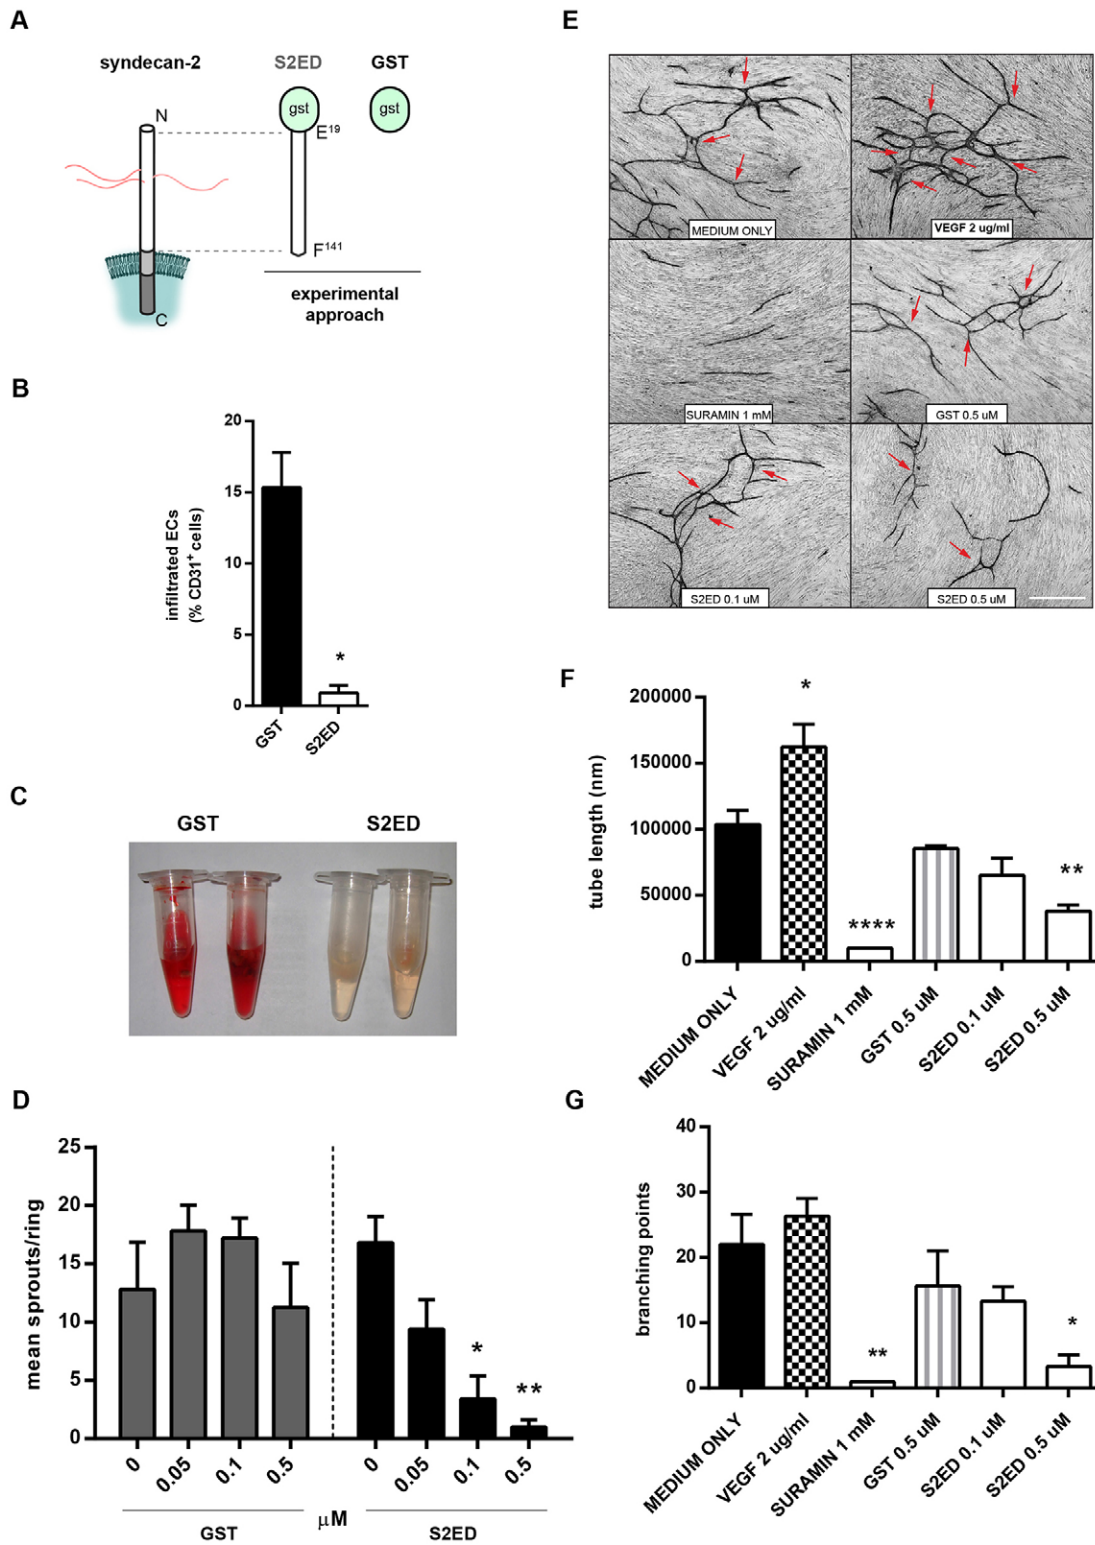 A
syndecan-2
S2ED
GST
gst
gst
N
E19
F141
C
experimental
approach
B
infiltrated ECs
(% CD31+ cells)
20
15
10
5
0
*
GST
S2ED
C
GST
S2ED
D
mean sprouts/ring
25
20
15
10
5
0
*
**
0
0.05
0.1
0.5
0
0.05
0.1
0.5
GST
μM
S2ED
E
MEDIUM ONLY
VEGF 2 ug/ml
SURAMIN 1 mM
GST 0.5 uM
S2ED 0.1 uM
S2ED 0.5 uM
F
tube length (nm)
200000
150000
100000
50000
0
*
****
**
MEDIUM ONLY
VEGF 2 ug/ml
SURAMIN 1 mM
GST 0.5 uM
S2ED 0.1 uM
S2ED 0.5 uM
G
branching points
40
30
20
10
0
**
*
MEDIUM ONLY
VEGF 2 ug/ml
SURAMIN 1 mM
GST 0.5 uM
S2ED 0.1 uM
S2ED 0.5 uM